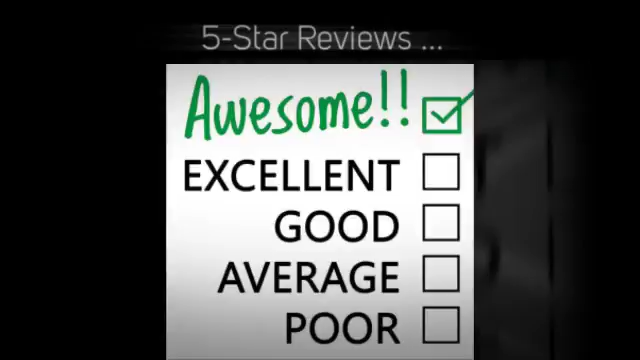 5-Star Reviews ...
Awesome!!
EXCELLENT
GOOD
AVERAGE
POOR